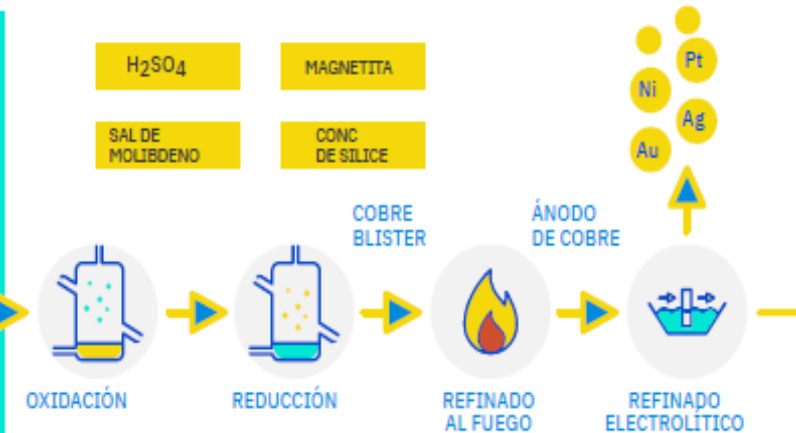 H2SO4
MAGNETITA
SAL DE
MOLIBDENO
CONC
DE SILICE
Pt
Ni
Ag
Au
COBRE
BLISTER
ÁNODO
DE COBRE
OXIDACIÓN
REDUCCIÓN
REFINADO
AL FUEGO
REFINADO
ELECTROLÍTICO